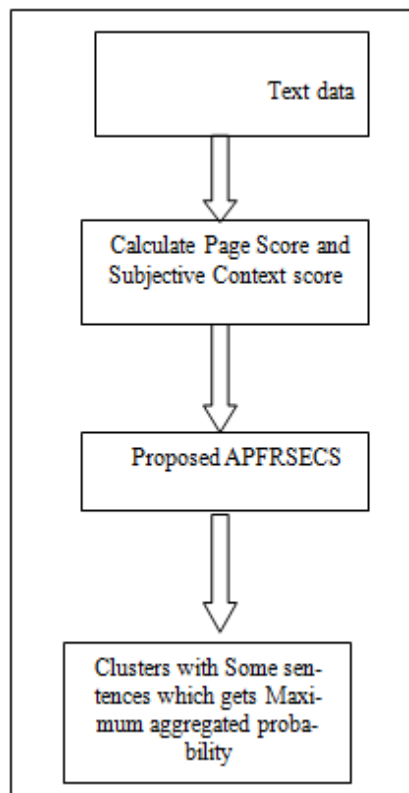 Text data
Calculate Page Score and
Subjective Context score
Proposed APFRSECS
Clusters with Some sen-
tences which gets Maxi-
mum aggregated proba-
bility